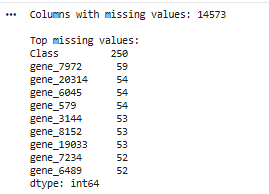 Columns with missing values: 14573
Top missing values:
Class 250
gene_7972 59
gene_20314 54
gene_6045 54
gene_579 54
gene_3144 53
gene_8152 53
gene_19033 53
gene_7234 52
gene_6489 52
dtype: int64